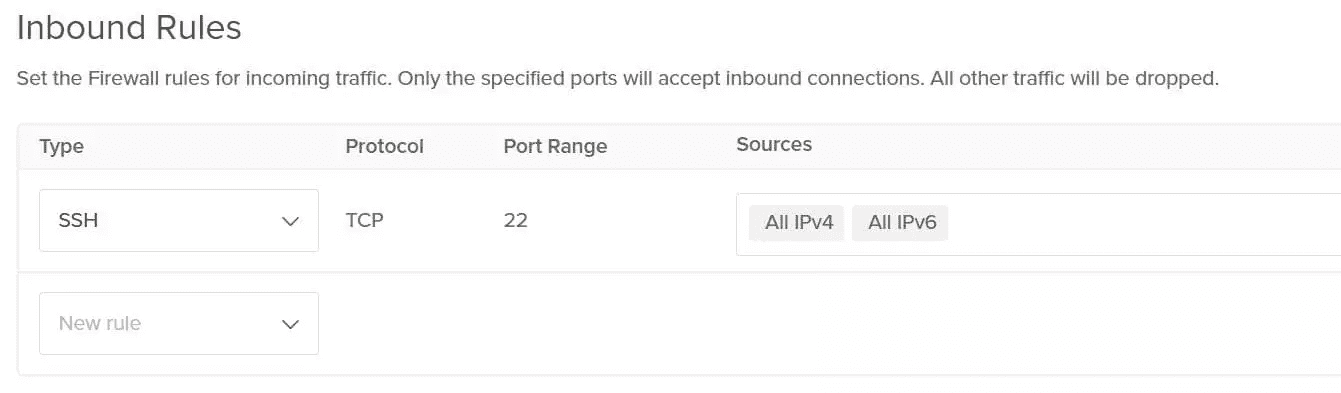 Inbound Rules
Set the Firewall rules for incoming traffic. Only the specified ports will accept inbound connections. All other traffic will be dropped.
Type Protocol Port Range Sources
SSH TCP 22 All IPv4 All IPv6
New rule